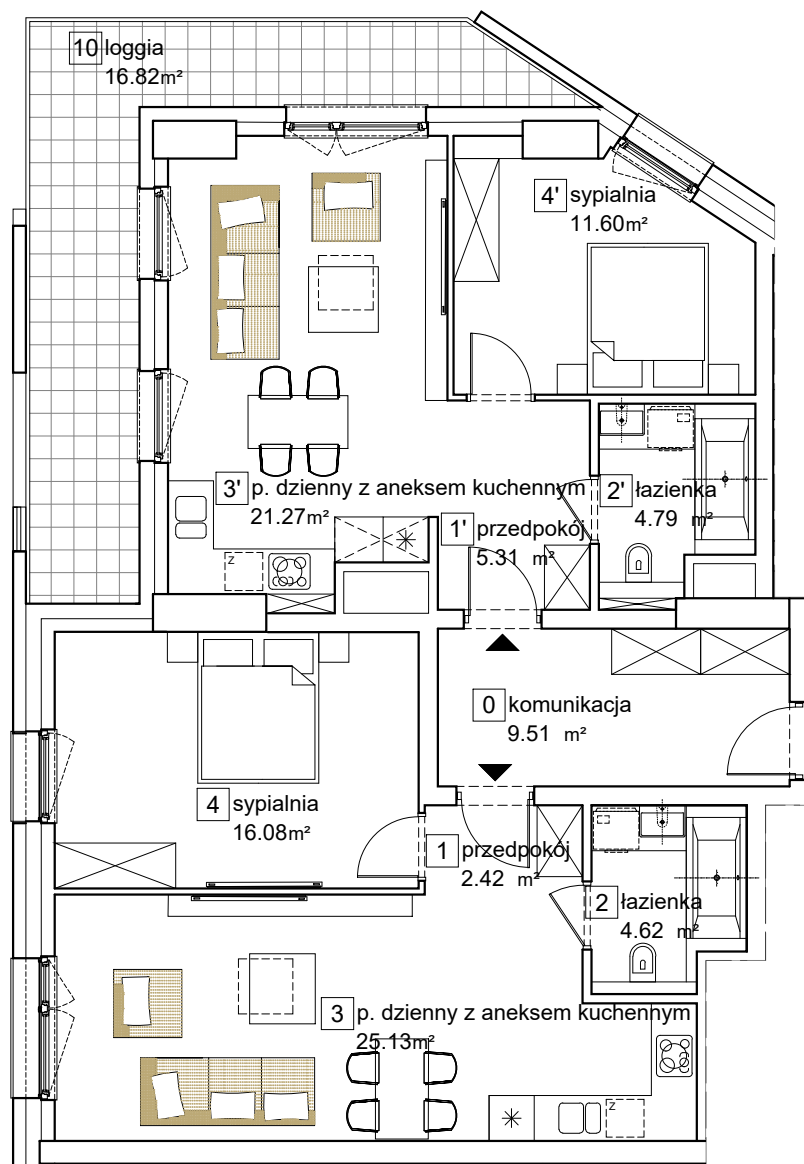 10 loggia
16.82m²
4' sypialnia
11.60m²
3' p. dzienny z aneksem kuchennym
21.27m²
2' łazienka
4.79 m²
1' przedpokój
5.31 m²
z
0 komunikacja
9.51 m²
4 sypialnia
16.08m²
1 przedpokój
2.42 m²
2 łazienka
4.62 m²
3 p. dzienny z aneksem kuchennym
25.13m²
z